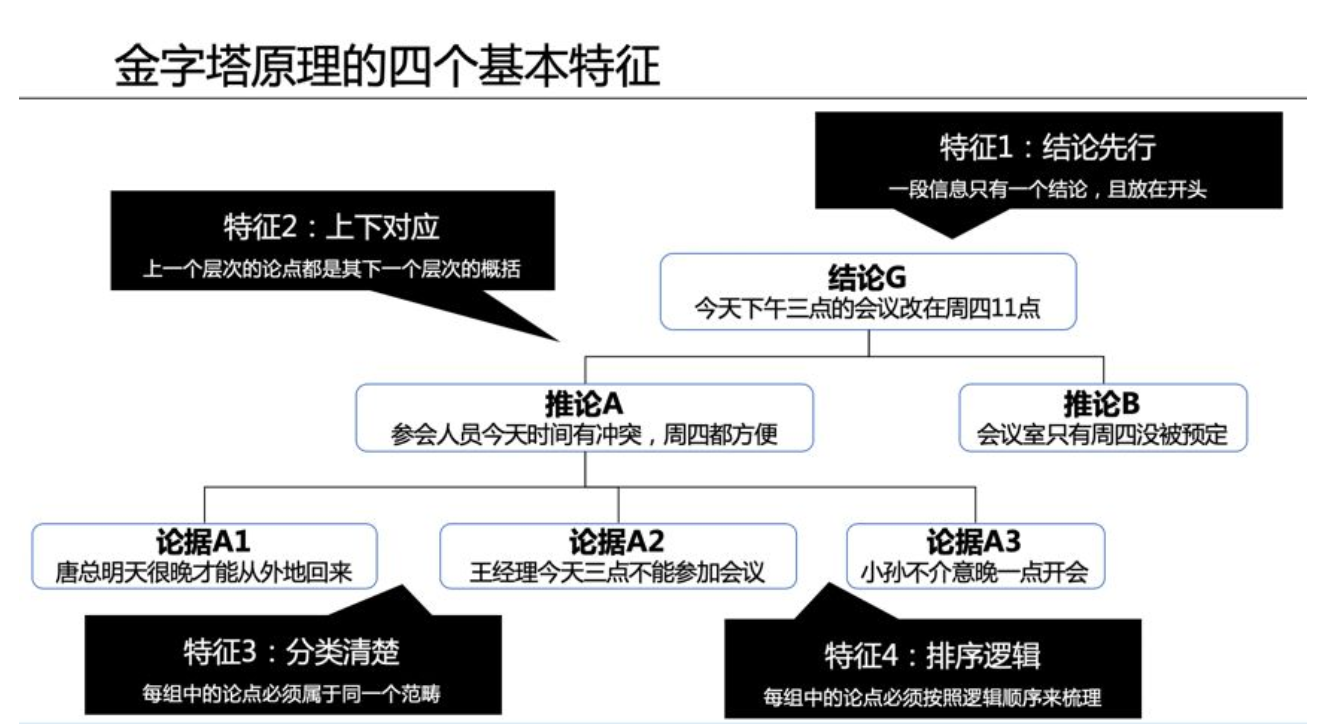 金字塔原理的四个基本特征
特征1：结论先行
一段信息只有一个结论，且放在开头
特征2：上下对应
上一个层次的论点都是其下一个层次的概括
结论G
今天下午三点的会议改在周四11点
推论A
参会人员今天时间有冲突，周四都方便
推论B
会议室只有周四没被预定
论据A1
唐总明天很晚才能从外地回来
论据A2
王经理今天三点不能参加会议
论据A3
小孙不介意晚一点开会
特征3：分类清楚
每组中的论点必须属于同一个范畴
特征4：排序逻辑
每组中的论点必须按照逻辑顺序来梳理